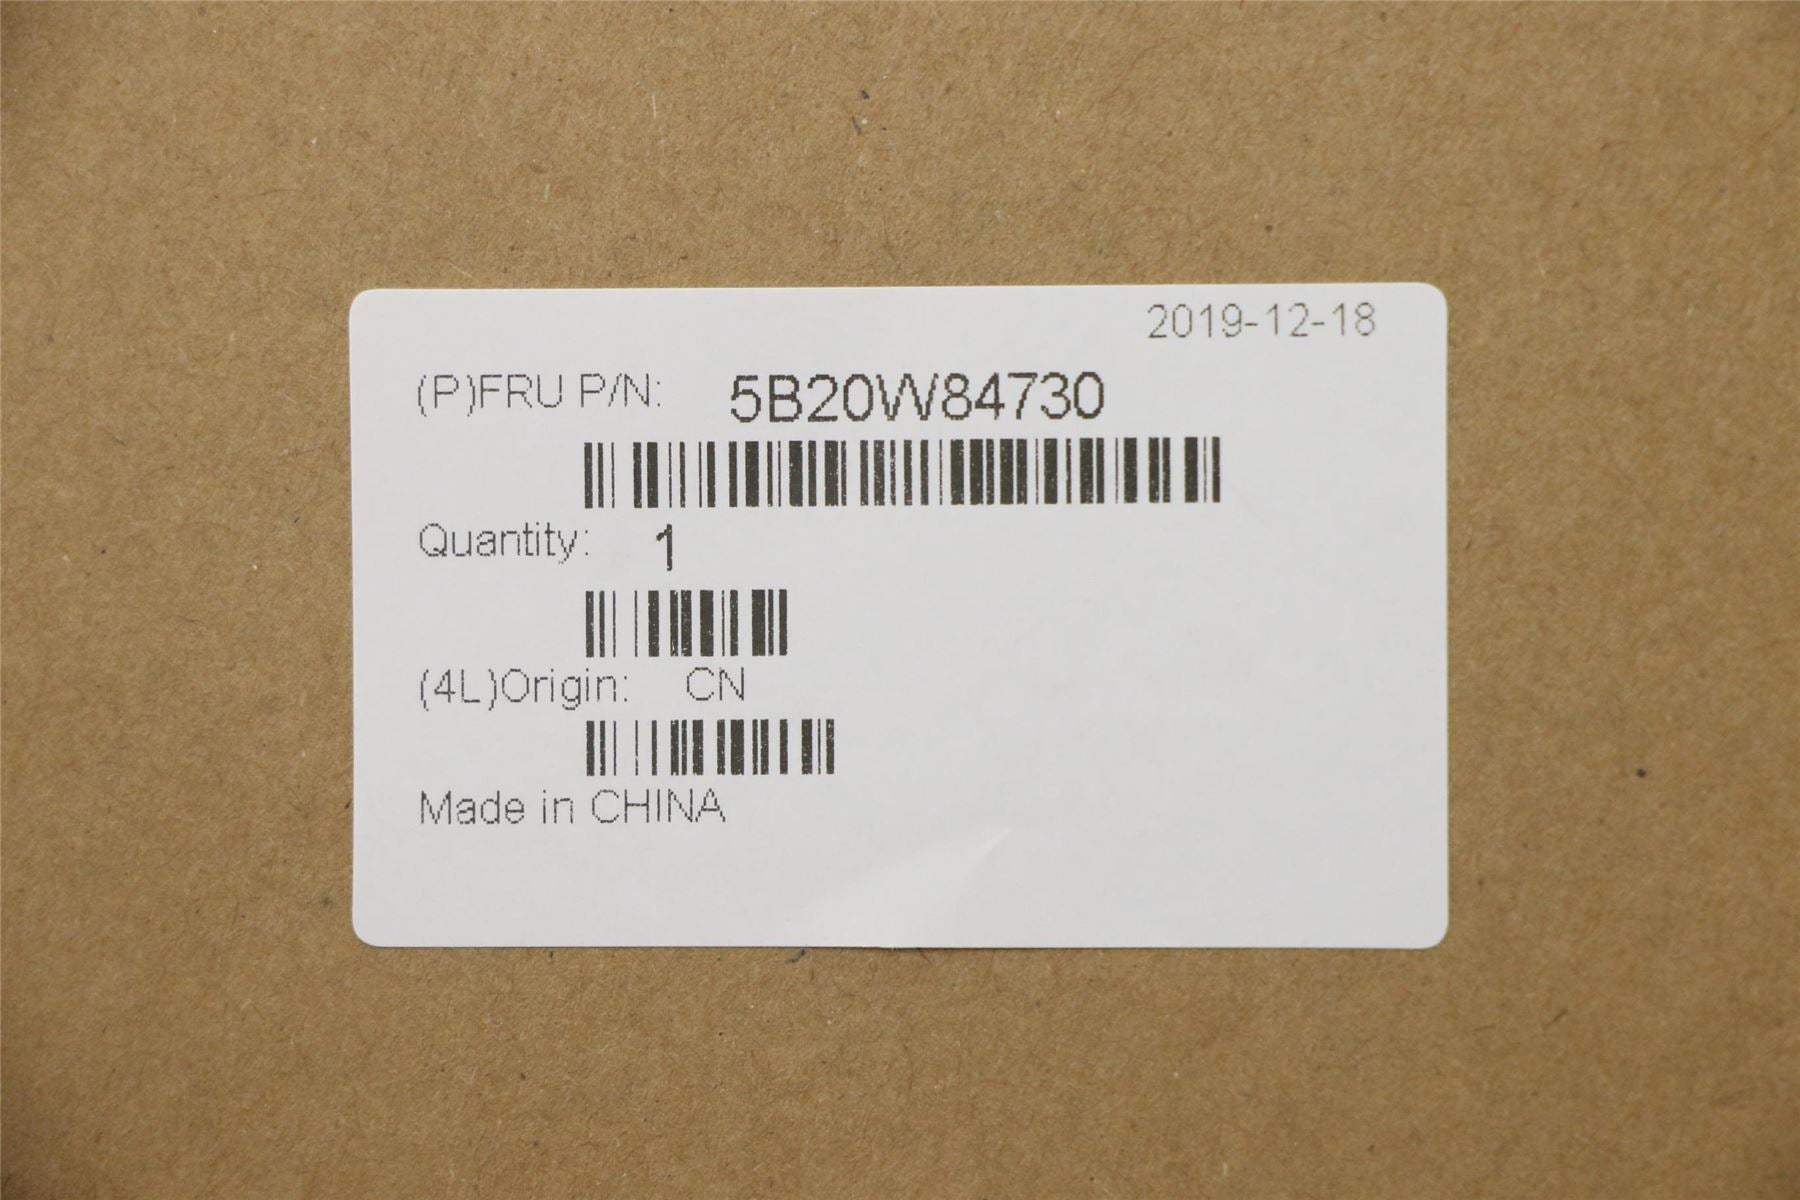 2019-12-18
(P)FRU P/N: 5B20W84730
Quantity: 1
(4L)Origin: CN
Made in CHINA